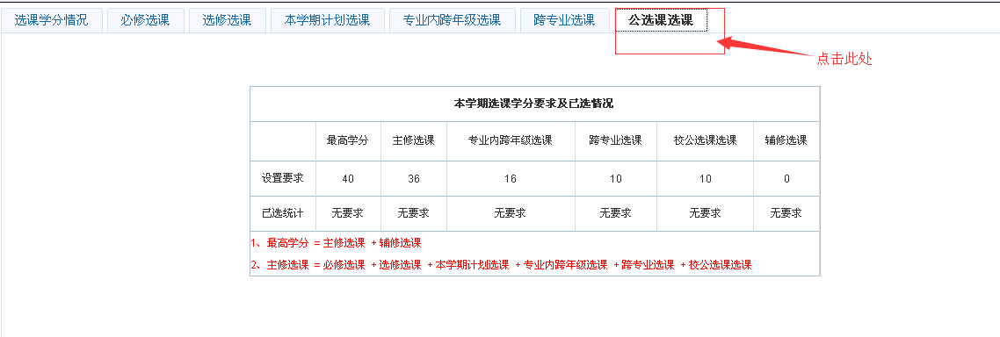 选课学分情况 必修选课 选修选课 本学期计划选课 专业内跨年级选课 跨专业选课 公选课选课
点击此处
本学期选课学分要求及已选情况
最高学分 主修选课 专业内跨年级选课 跨专业选课 校公选课选课 辅修选课
设置要求 40 36 16 10 10 0
已选统计 无要求 无要求 无要求 无要求 无要求 无要求
1、最高学分 = 主修选课 + 辅修选课
2、主修选课 = 必修选课 + 选修选课 + 本学期计划选课 + 专业内跨年级选课 + 跨专业选课 + 校公选课选课